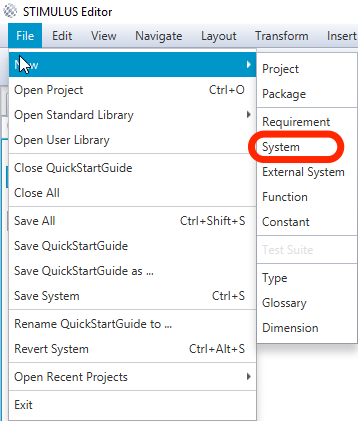 STIMULUS Editor
File Edit View Navigate Layout Transform Insert
New
Open Project Ctrl+O
Open Standard Library
Open User Library
Close QuickStartGuide
Close All
Save All Ctrl+Shift+S
Save QuickStartGuide
Save QuickStartGuide as ...
Save System Ctrl+S
Rename QuickStartGuide to ...
Revert System Ctrl+Alt+S
Open Recent Projects
Exit
Project
Package
Requirement
System
External System
Function
Constant
Test Suite
Type
Glossary
Dimension